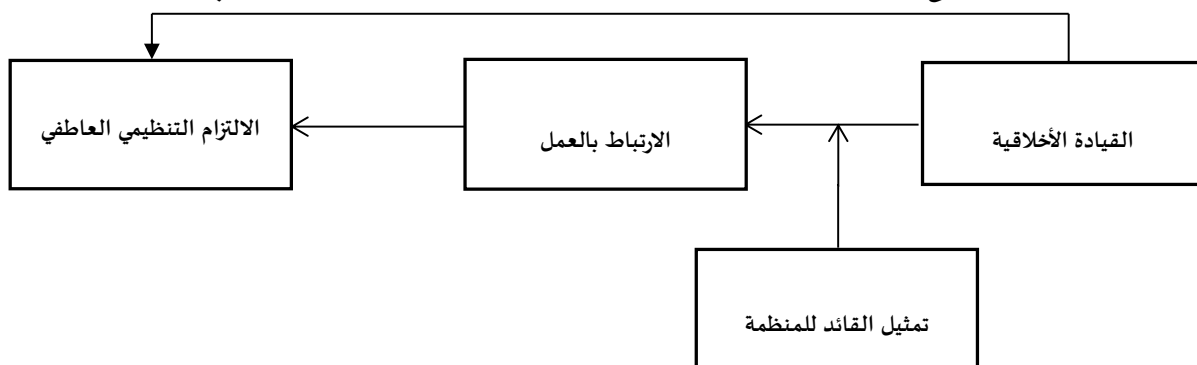 القيادة الأخلاقية
الارتباط بالعمل
الالتزام التنظيمي العاطفي
تمثيل القائد للمنظمة